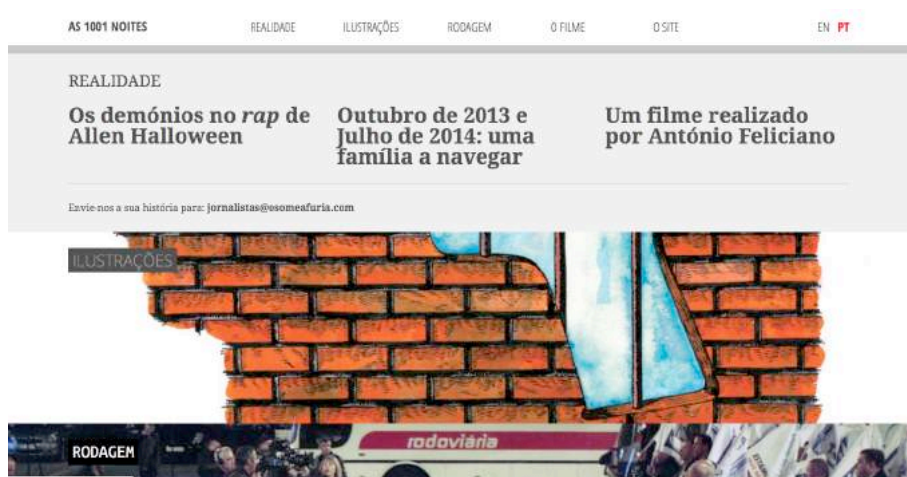 AS 1001 NOITES REALIDADE ILUSTRAÇÕES RODAGEM O FILME O SITE EN PT
REALIDADE
Os demónios no rap de
Allen Halloween
Outubro de 2013 e
Julho de 2014: uma
família a navegar
Um filme realizado
por António Feliciano
Envie-nos a sua história para: jornalistas@osomeafuria.com
ILUSTRAÇÕES
rodoviária
RODAGEM